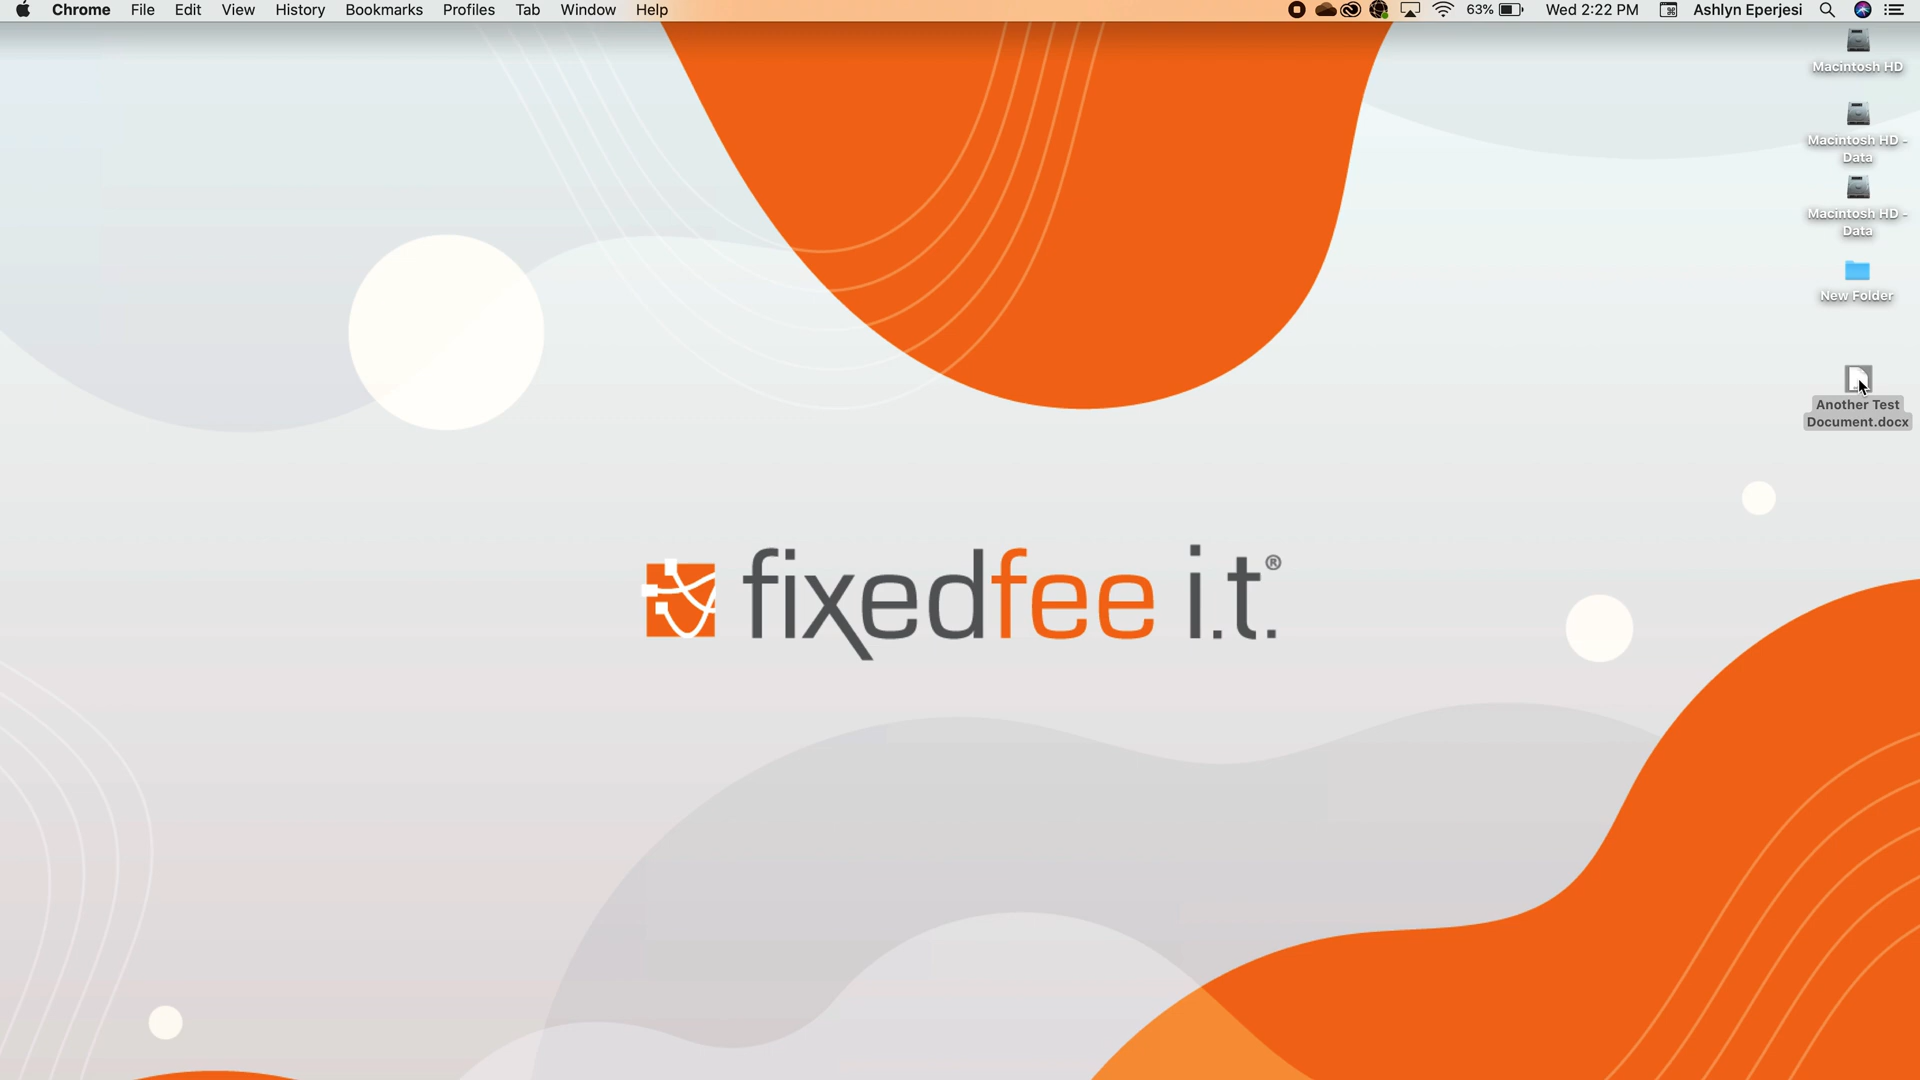 Chrome File Edit View History Bookmarks Profiles Tab Window Help 63% Wed 2:22 PM Ashlyn Eperjesi
Macintosh HD
Macintosh HD -
Data
Macintosh HD -
Data
New Folder
Another Test
Document.docx
fixedfee i.t.®